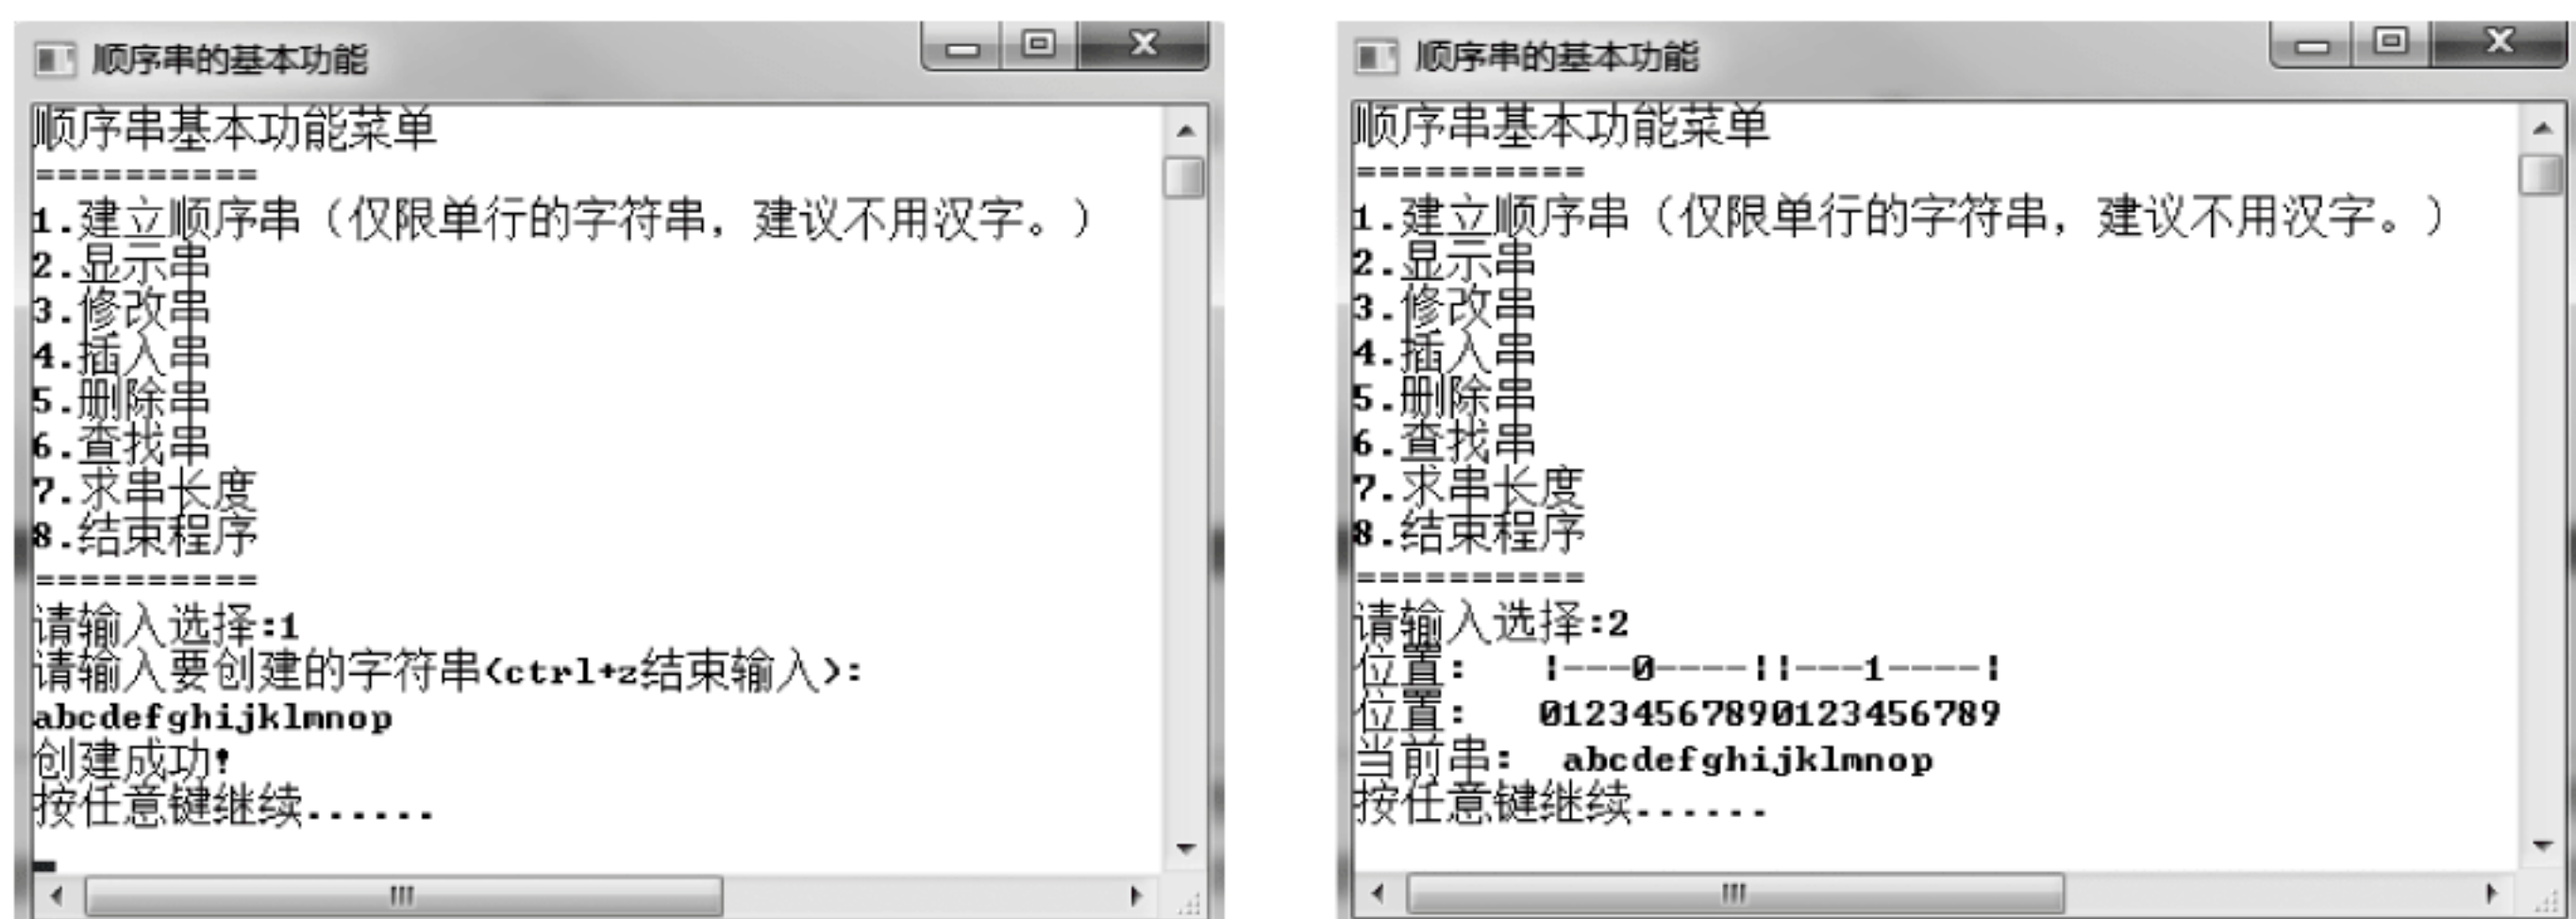 顺序串的基本功能
顺序串基本功能菜单
==========
1.建立顺序串（仅限单行的字符串，建议不用汉字。）
2.显示串
3.修改串
4.插入串
5.删除串
6.查找串
7.求串长度
8.结束程序
==========
请输入选择:1
请输入要创建的字符串(ctrl+z结束输入):
abcdefghijklmnop
创建成功!
按任意键继续......
顺序串的基本功能
顺序串基本功能菜单
==========
1.建立顺序串（仅限单行的字符串，建议不用汉字。）
2.显示串
3.修改串
4.插入串
5.删除串
6.查找串
7.求串长度
8.结束程序
==========
请输入选择:2
位置:   |---0----||---1----|
位置:   01234567890123456789
当前串:  abcdefghijklmnop
按任意键继续......